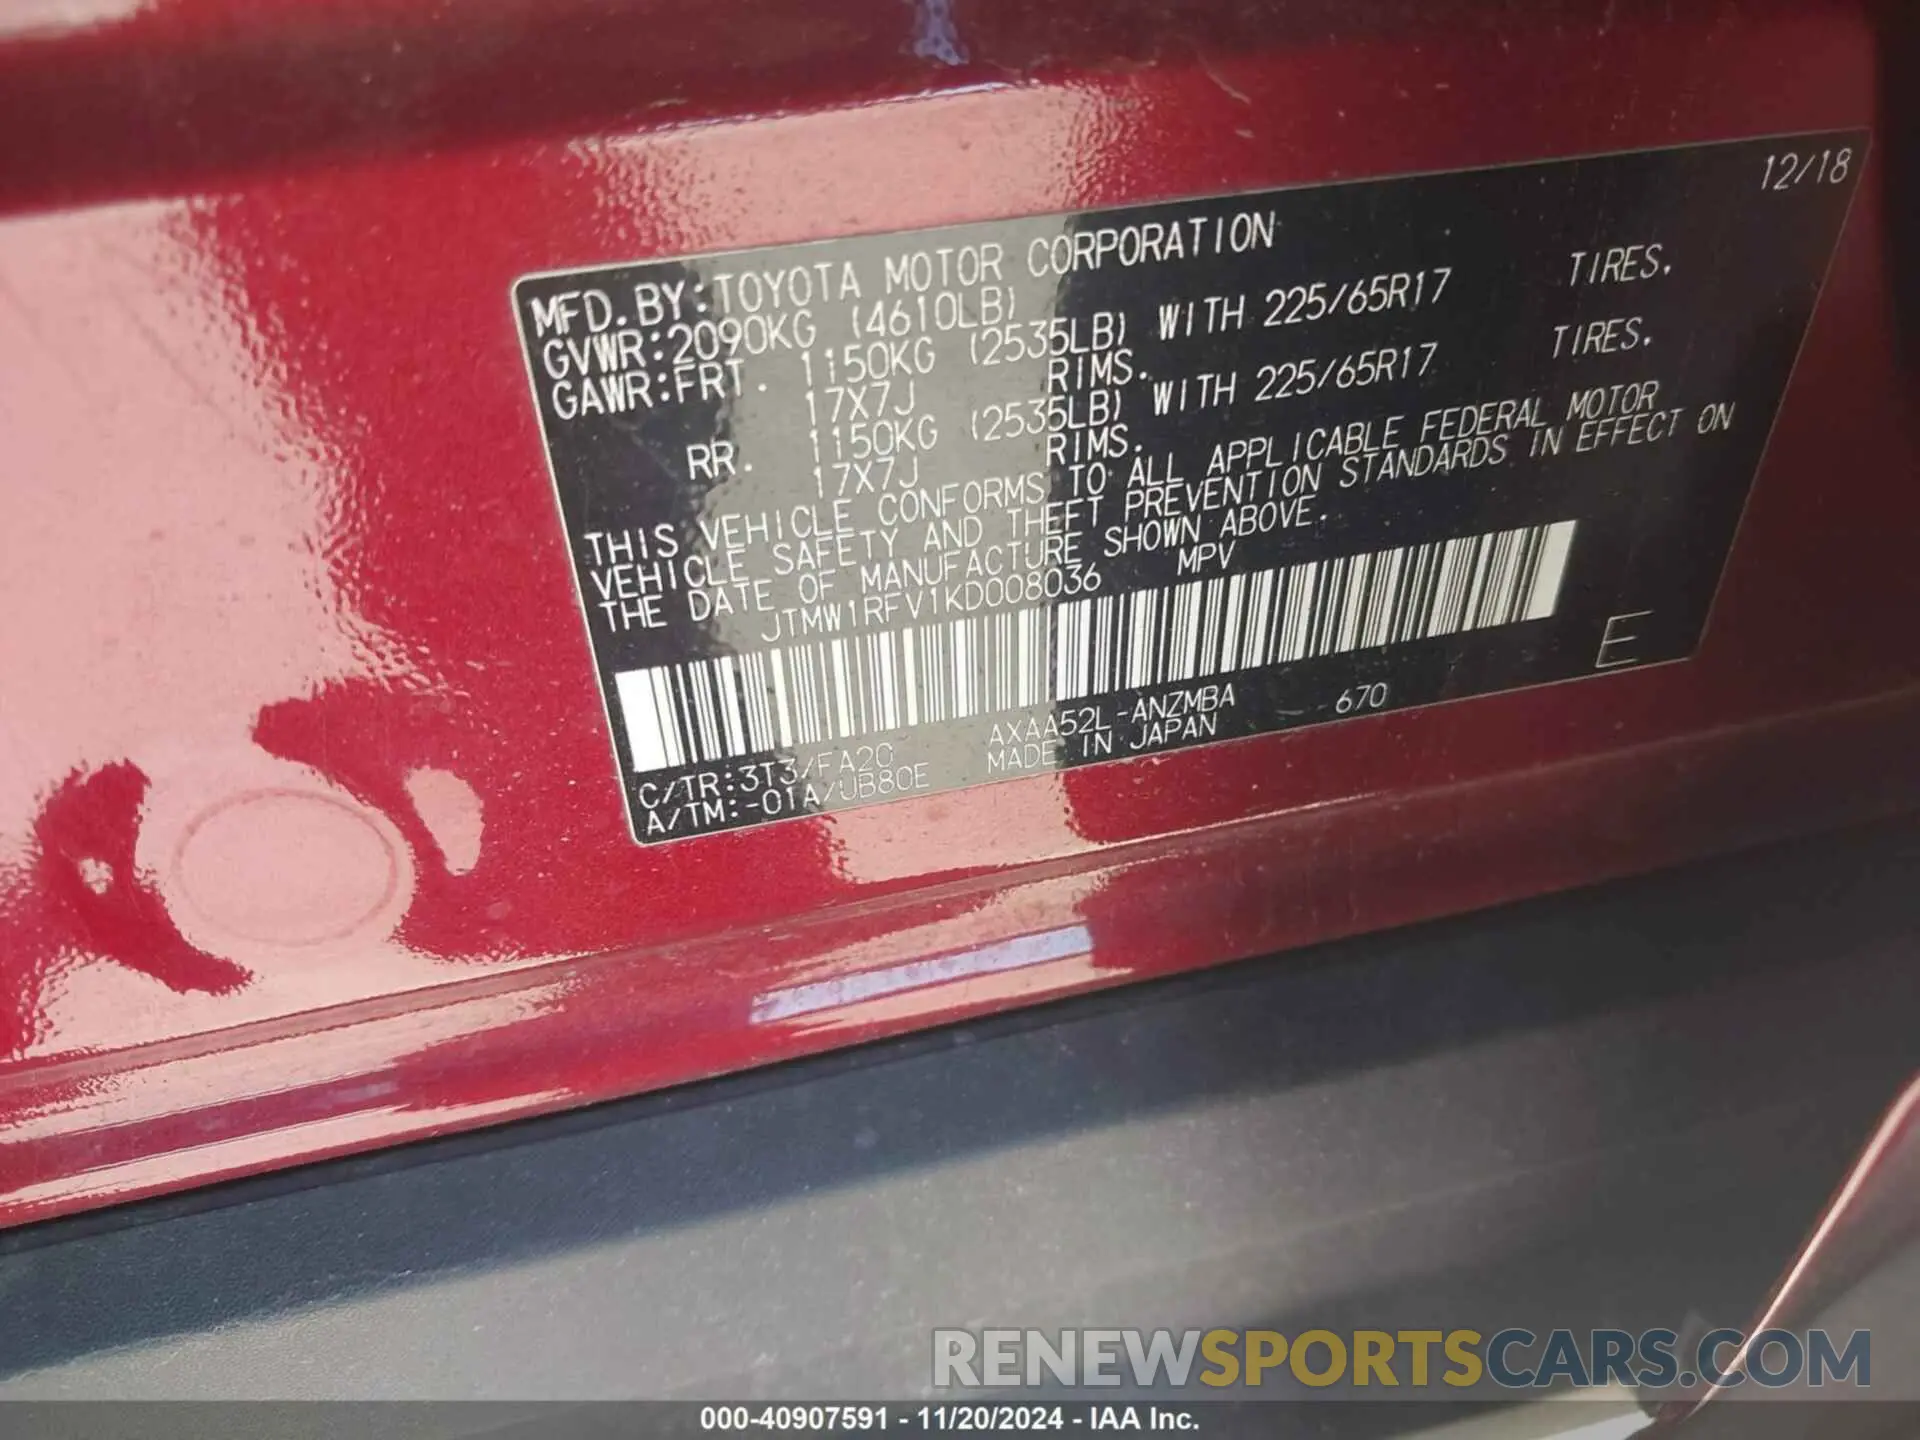 12/18
MFD. BY: TOYOTA MOTOR CORPORATION
GVWR: 2090KG (4610LB)
GAWR: FRT. 1150KG (2535LB) WITH 225/65R17 TIRES.
17X7J RIMS.
RR. 1150KG (2535LB) WITH 225/65R17 TIRES.
17X7J RIMS.
THIS VEHICLE CONFORMS TO ALL APPLICABLE FEDERAL MOTOR
VEHICLE SAFETY AND THEFT PREVENTION STANDARDS IN EFFECT ON
THE DATE OF MANUFACTURE SHOWN ABOVE.
JTMW1RFV1KD008036 MPV
E
C/TR: 3T3/FA20 AXAA52L-ANZMBA 670
A/TM: -01A/UB80E MADE IN JAPAN
RENEWSPORTSCARS.COM
000-40907591 - 11/20/2024 - IAA Inc.